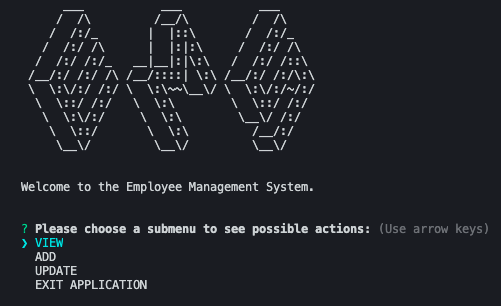 Welcome to the Employee Management System.
? Please choose a submenu to see possible actions: (Use arrow keys)
❯ VIEW
ADD
UPDATE
EXIT APPLICATION